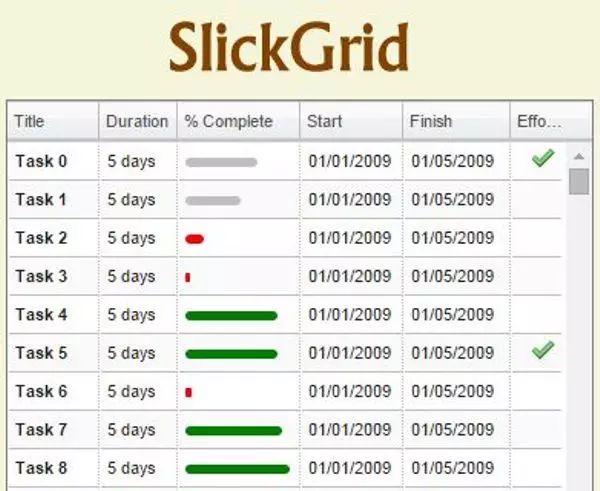 SlickGrid
Title Duration % Complete Start Finish Effo...
Task 0 5 days 01/01/2009 01/05/2009
Task 1 5 days 01/01/2009 01/05/2009
Task 2 5 days 01/01/2009 01/05/2009
Task 3 5 days 01/01/2009 01/05/2009
Task 4 5 days 01/01/2009 01/05/2009
Task 5 5 days 01/01/2009 01/05/2009
Task 6 5 days 01/01/2009 01/05/2009
Task 7 5 days 01/01/2009 01/05/2009
Task 8 5 days 01/01/2009 01/05/2009